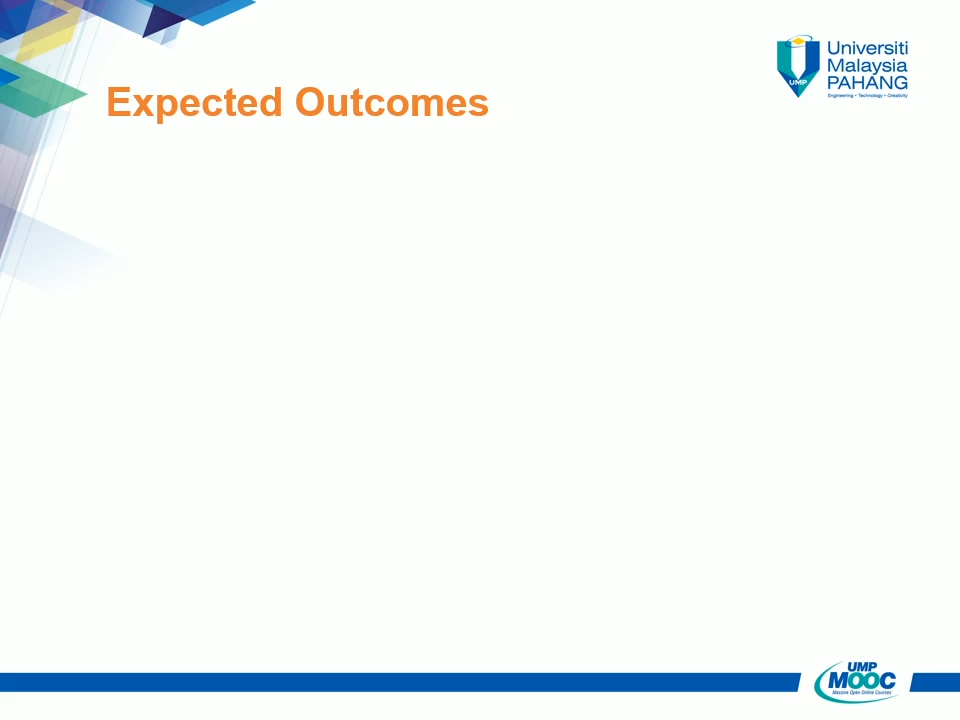 Universiti
Malaysia
PAHANG
UMP
Engineering • Technology • Creativity
Expected Outcomes
UMP
MOOC
Massive Open Online Courses